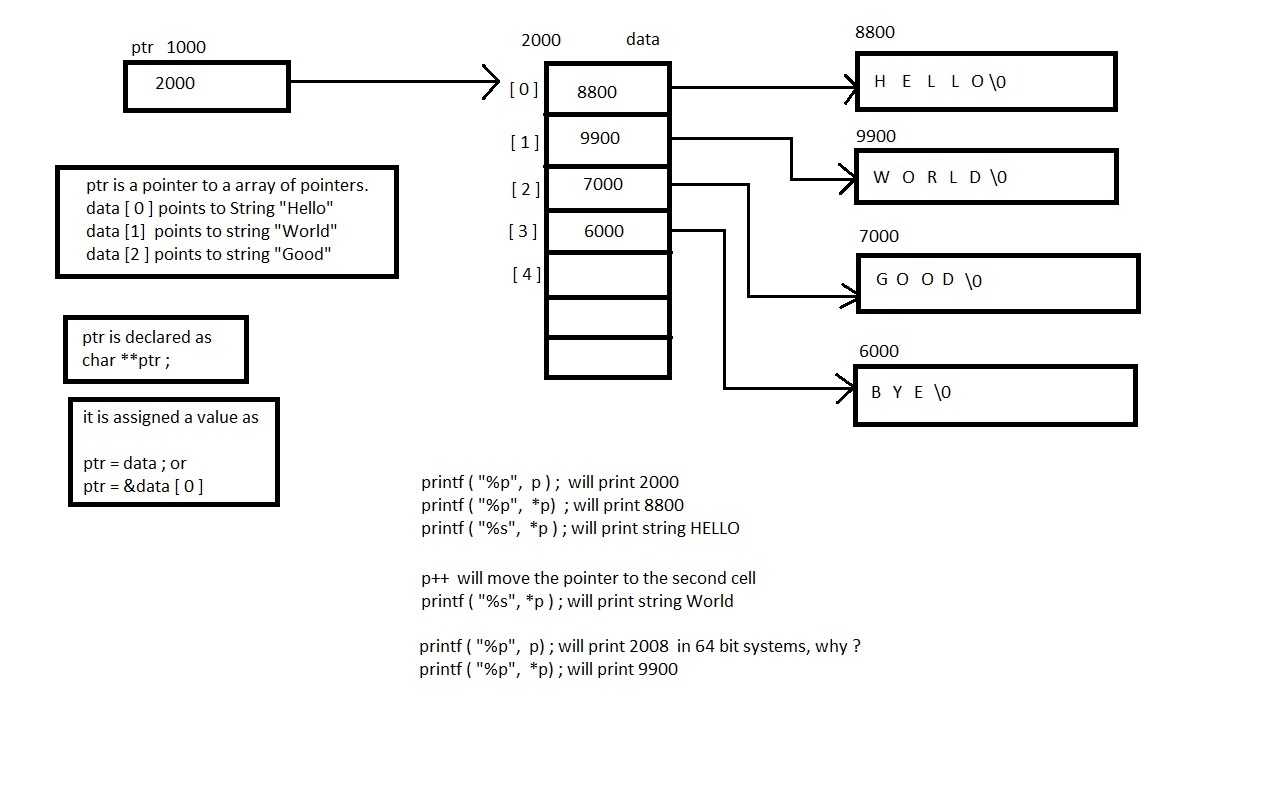 ptr 1000
2000
2000 data
[ 0 ] 8800
[ 1 ] 9900
[ 2 ] 7000
[ 3 ] 6000
[ 4 ]
8800
H E L L O \0
9900
W O R L D \0
7000
G O O D \0
6000
B Y E \0
ptr is a pointer to a array of pointers.
data [ 0 ] points to String "Hello"
data [1] points to string "World"
data [2 ] points to string "Good"
ptr is declared as
char **ptr ;
it is assigned a value as
ptr = data ; or
ptr = &data [ 0 ]
printf ( "%p", p ) ; will print 2000
printf ( "%p", *p) ; will print 8800
printf ( "%s", *p ) ; will print string HELLO
p++ will move the pointer to the second cell
printf ( "%s", *p ) ; will print string World
printf ( "%p", p) ; will print 2008 in 64 bit systems, why ?
printf ( "%p", *p) ; will print 9900